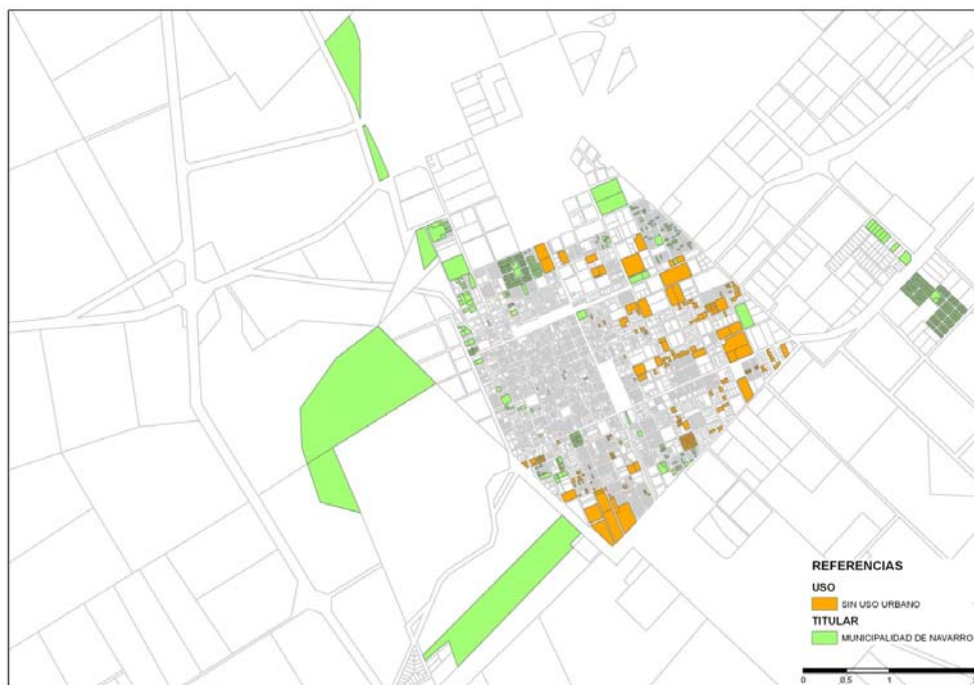 REFERENCIAS
USO
SIN USO URBANO
TITULAR
MUNICIPALIDAD DE NAVARRO
0 0.5 1